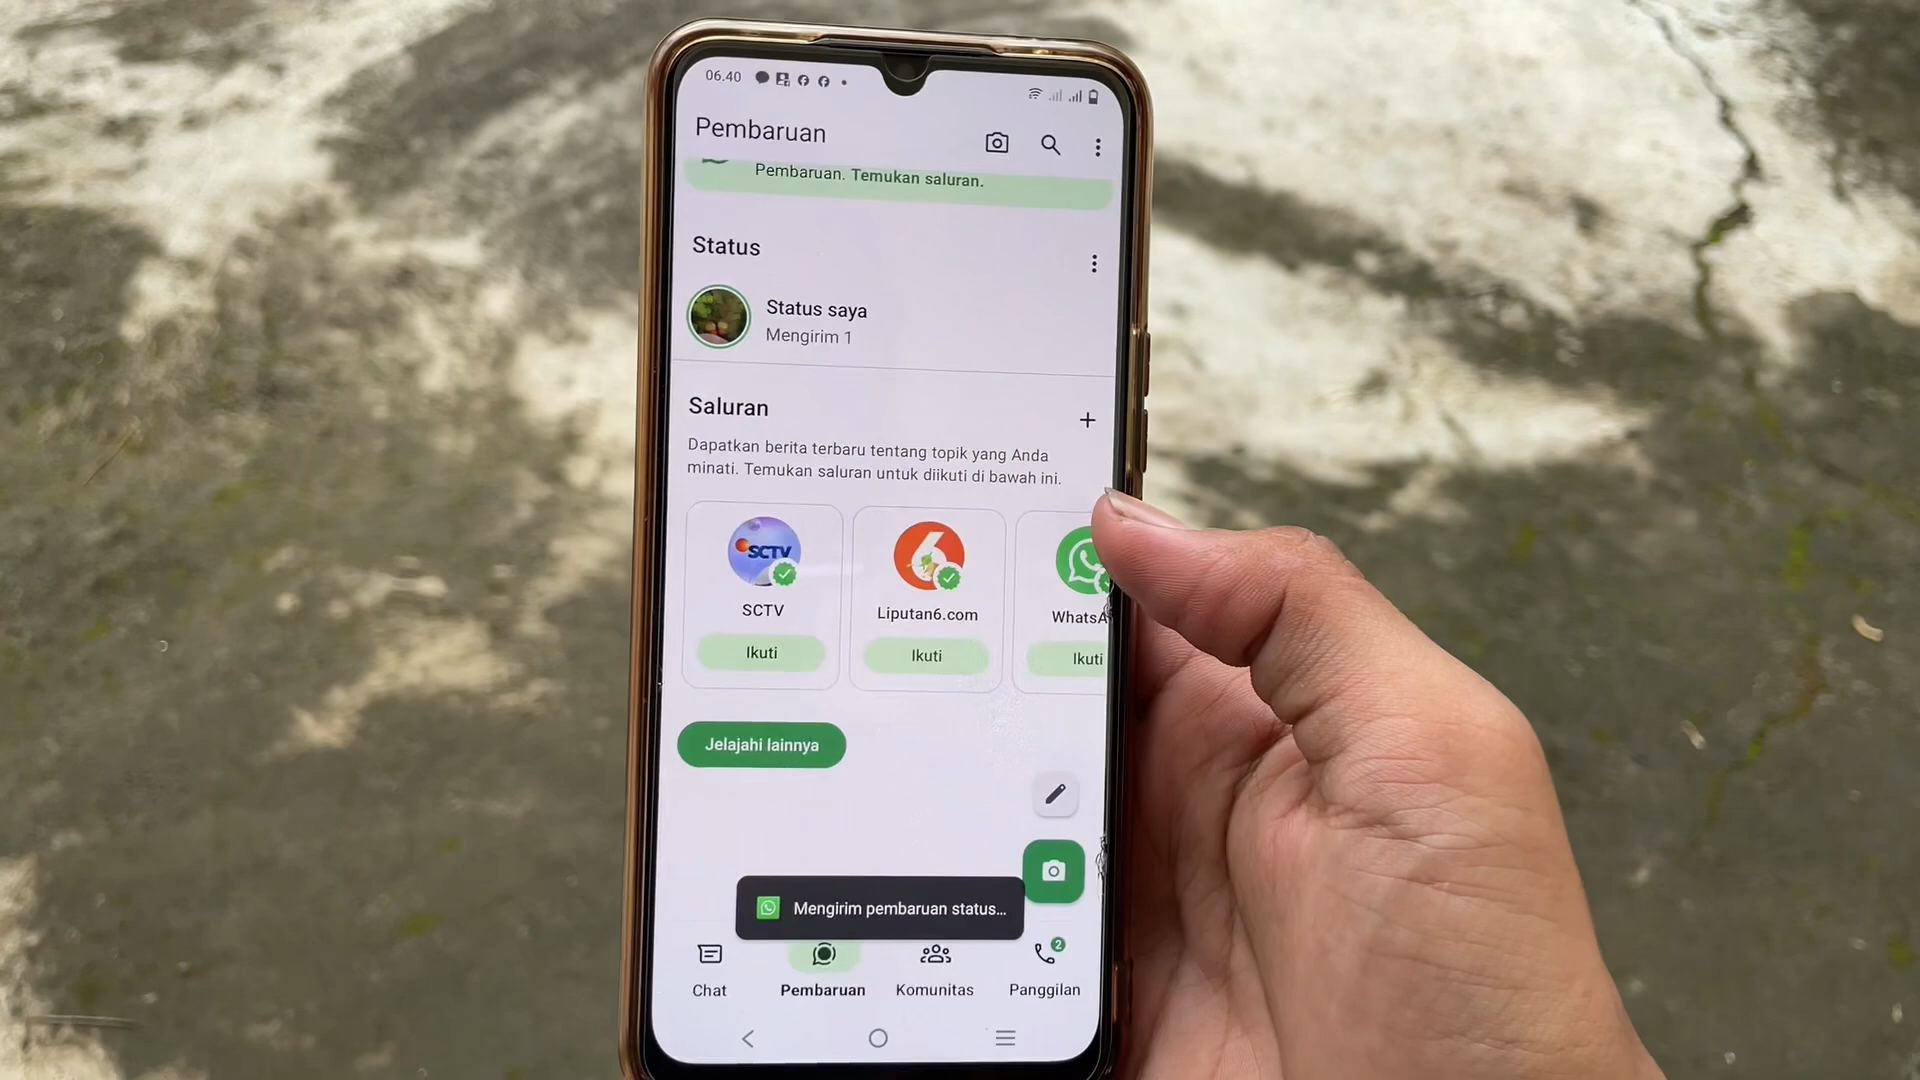 06.40
Pembaruan
Pembaruan. Temukan saluran.
Status
Status saya
Mengirim 1
Saluran
Dapatkan berita terbaru tentang topik yang Anda
minati. Temukan saluran untuk diikuti di bawah ini.
SCTV
6
SCTV
Liputan6.com
WhatsA
Ikuti
Ikuti
Ikuti
Jelajahi lainnya
Mengirim pembaruan status...
2
Chat
Pembaruan
Komunitas
Panggilan